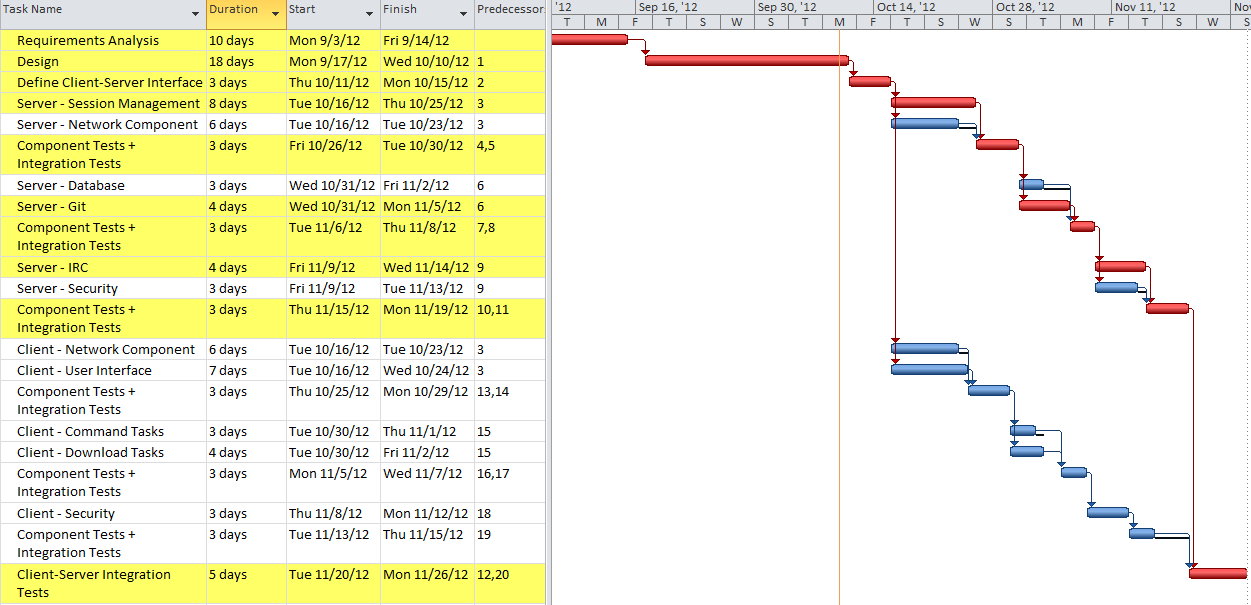 Task Name Duration Start Finish Predecessor
'12 Sep 16, '12 Sep 30, '12 Oct 14, '12 Oct 28, '12 Nov 11, '12 Nov
T M F T S W S T M F T S W S T M F T S W S
Requirements Analysis 10 days Mon 9/3/12 Fri 9/14/12
Design 18 days Mon 9/17/12 Wed 10/10/12 1
Define Client-Server Interface 3 days Thu 10/11/12 Mon 10/15/12 2
Server - Session Management 8 days Tue 10/16/12 Thu 10/25/12 3
Server - Network Component 6 days Tue 10/16/12 Tue 10/23/12 3
Component Tests + 3 days Fri 10/26/12 Tue 10/30/12 4,5
Integration Tests
Server - Database 3 days Wed 10/31/12 Fri 11/2/12 6
Server - Git 4 days Wed 10/31/12 Mon 11/5/12 6
Component Tests + 3 days Tue 11/6/12 Thu 11/8/12 7,8
Integration Tests
Server - IRC 4 days Fri 11/9/12 Wed 11/14/12 9
Server - Security 3 days Fri 11/9/12 Tue 11/13/12 9
Component Tests + 3 days Thu 11/15/12 Mon 11/19/12 10,11
Integration Tests
Client - Network Component 6 days Tue 10/16/12 Tue 10/23/12 3
Client - User Interface 7 days Tue 10/16/12 Wed 10/24/12 3
Component Tests + 3 days Thu 10/25/12 Mon 10/29/12 13,14
Integration Tests
Client - Command Tasks 3 days Tue 10/30/12 Thu 11/1/12 15
Client - Download Tasks 4 days Tue 10/30/12 Fri 11/2/12 15
Component Tests + 3 days Mon 11/5/12 Wed 11/7/12 16,17
Integration Tests
Client - Security 3 days Thu 11/8/12 Mon 11/12/12 18
Component Tests + 3 days Tue 11/13/12 Thu 11/15/12 19
Integration Tests
Client-Server Integration 5 days Tue 11/20/12 Mon 11/26/12 12,20
Tests